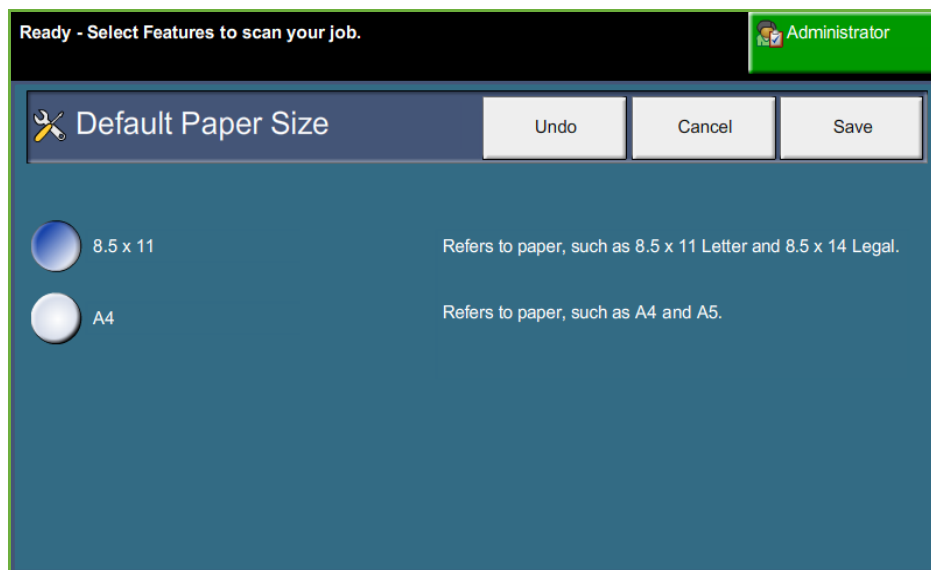 Ready - Select Features to scan your job.
Administrator
Default Paper Size
Undo
Cancel
Save
8.5 x 11
Refers to paper, such as 8.5 x 11 Letter and 8.5 x 14 Legal.
A4
Refers to paper, such as A4 and A5.